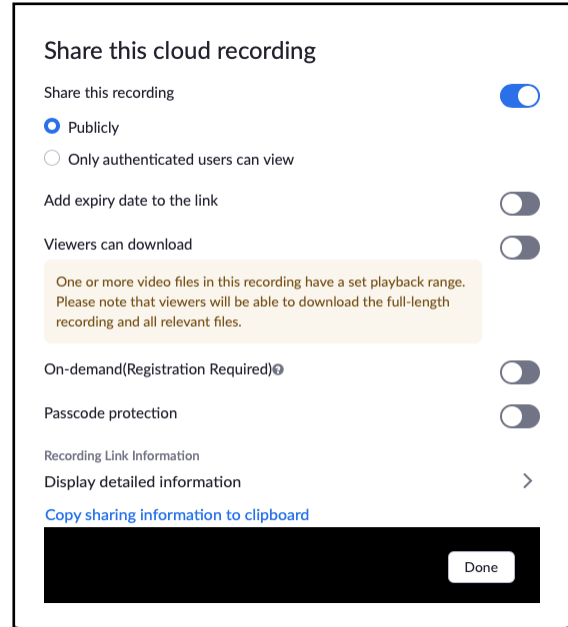 Share this cloud recording
Share this recording
Publicly
Only authenticated users can view
Add expiry date to the link
Viewers can download
One or more video files in this recording have a set playback range.
Please note that viewers will be able to download the full-length
recording and all relevant files.
On-demand(Registration Required)
Passcode protection
Recording Link Information
Display detailed information
Copy sharing information to clipboard
Done